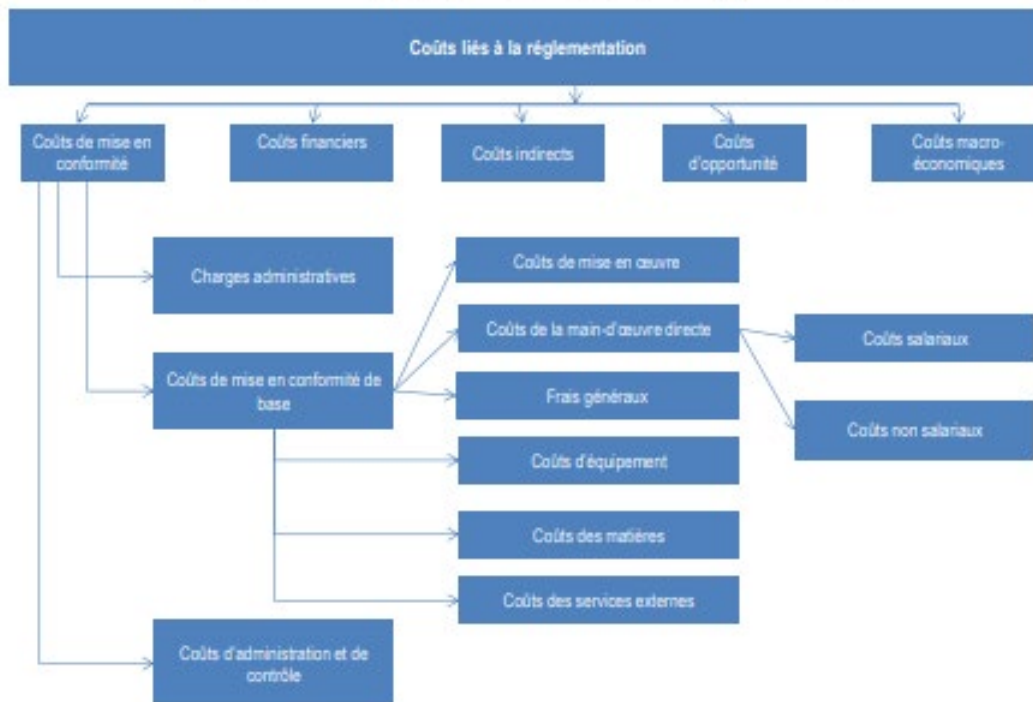 Coûts liés à la réglementation
Coûts de mise en
conformité
Coûts financiers
Coûts indirects
Coûts
d'opportunité
Coûts macro-
économiques
Charges administratives
Coûts de mise en conformité de
base
Coûts d'administration et de
contrôle
Coûts de mise en œuvre
Coûts de la main-d'œuvre directe
Frais généraux
Coûts d'équipement
Coûts des matières
Coûts des services externes
Coûts salariaux
Coûts non salariaux